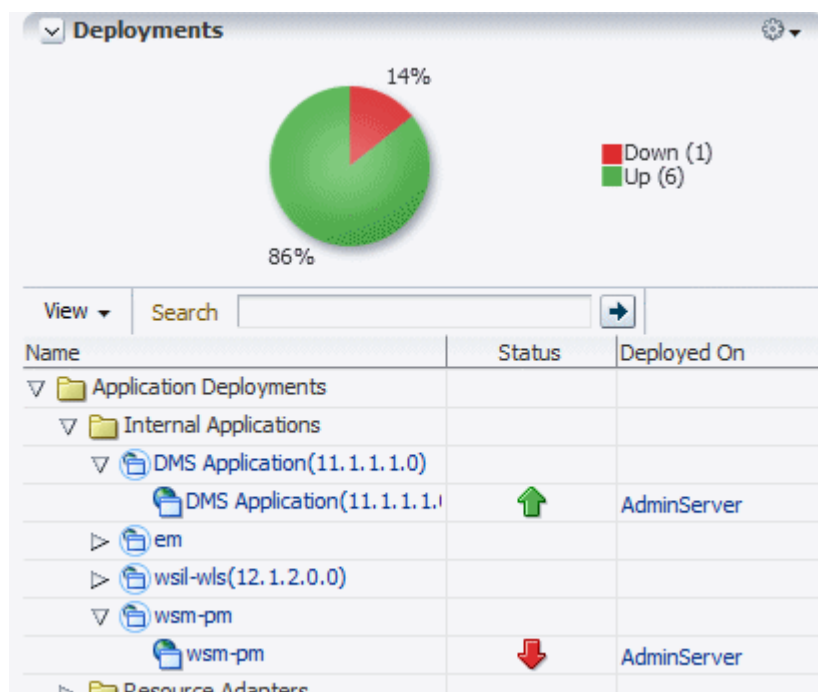 Deployments
14%
Down (1)
Up (6)
86%
View
Search
Name Status Deployed On
Application Deployments
Internal Applications
DMS Application(11.1.1.1.0)
DMS Application(11.1.1.1. AdminServer
em
wsil-wls(12.1.2.0.0)
wsm-pm
wsm-pm AdminServer
Resource Adapters